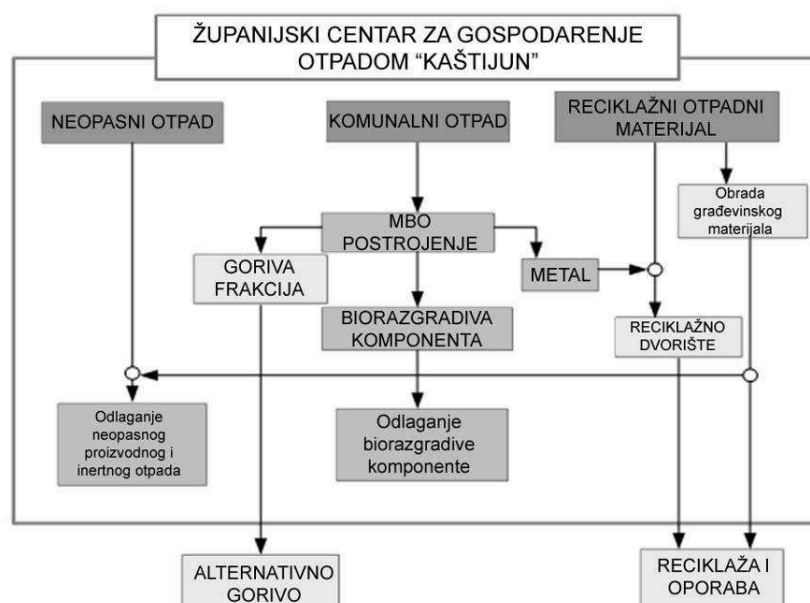 ŽUPANIJSKI CENTAR ZA GOSPODARENJE
OTPADOM “KAŠTIJUN”
NEOPASNI OTPAD
KOMUNALNI OTPAD
RECIKLAŽNI OTPADNI
MATERIJAL
Obrada
građevinskog
materijala
MBO
POSTROJENJE
GORIVA
FRAKCIJA
METAL
BIORAZGRADIVA
KOMPONENTA
RECIKLAŽNO
DVORIŠTE
Odlaganje
neopasnog
proizvodnog i
inertnog otpada
Odlaganje
biorazgradive
komponente
ALTERNATIVNO
GORIVO
RECIKLAŽA I
OPORABA